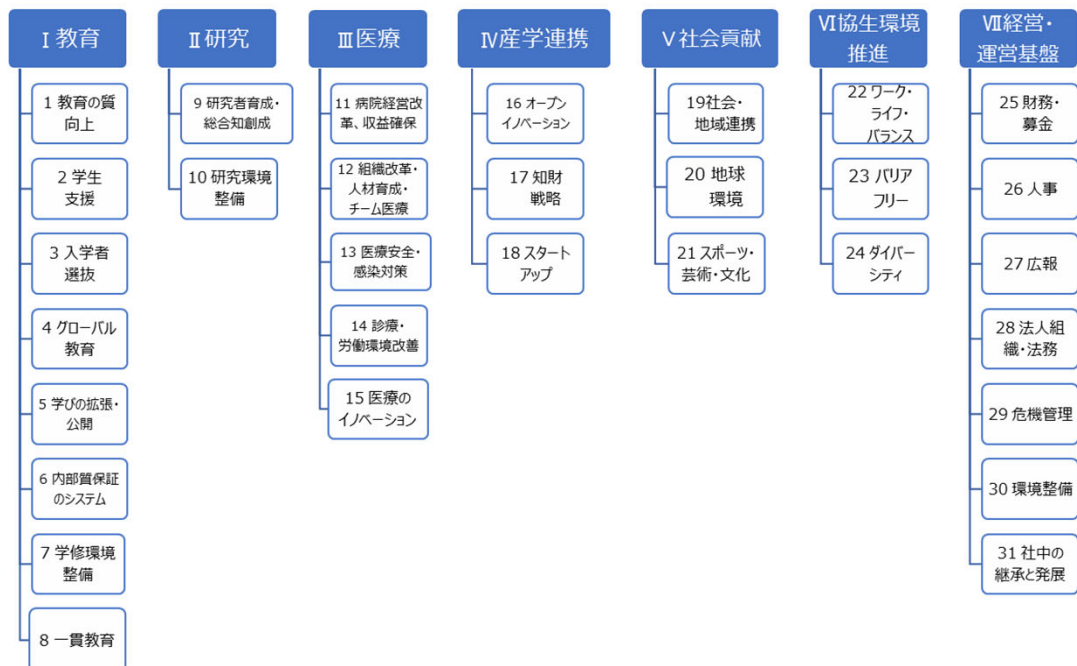 Ⅰ教育
1 教育の質
向上
2 学生
支援
3 入学者
選抜
4 グローバル
教育
5 学びの拡張・
公開
6 内部質保証
のシステム
7 学修環境
整備
8 一貫教育
Ⅱ研究
9 研究者育成・
総合知創成
10 研究環境
整備
Ⅲ医療
11 病院経営改
革、収益確保
12 組織改革・
人材育成・
チーム医療
13 医療安全・
感染対策
14 診療・
労働環境改善
15 医療の
イノベーション
Ⅳ産学連携
16 オープン
イノベーション
17 知財
戦略
18 スタート
アップ
Ⅴ社会貢献
19社会・
地域連携
20 地球
環境
21 スポーツ・
芸術・文化
Ⅵ協生環境
推進
22 ワーク・
ライフ・
バランス
23 バリア
フリー
24 ダイバー
シティ
Ⅶ経営・
運営基盤
25 財務・
募金
26 人事
27 広報
28 法人組
織・法務
29 危機管理
30 環境整備
31 社中の
継承と発展